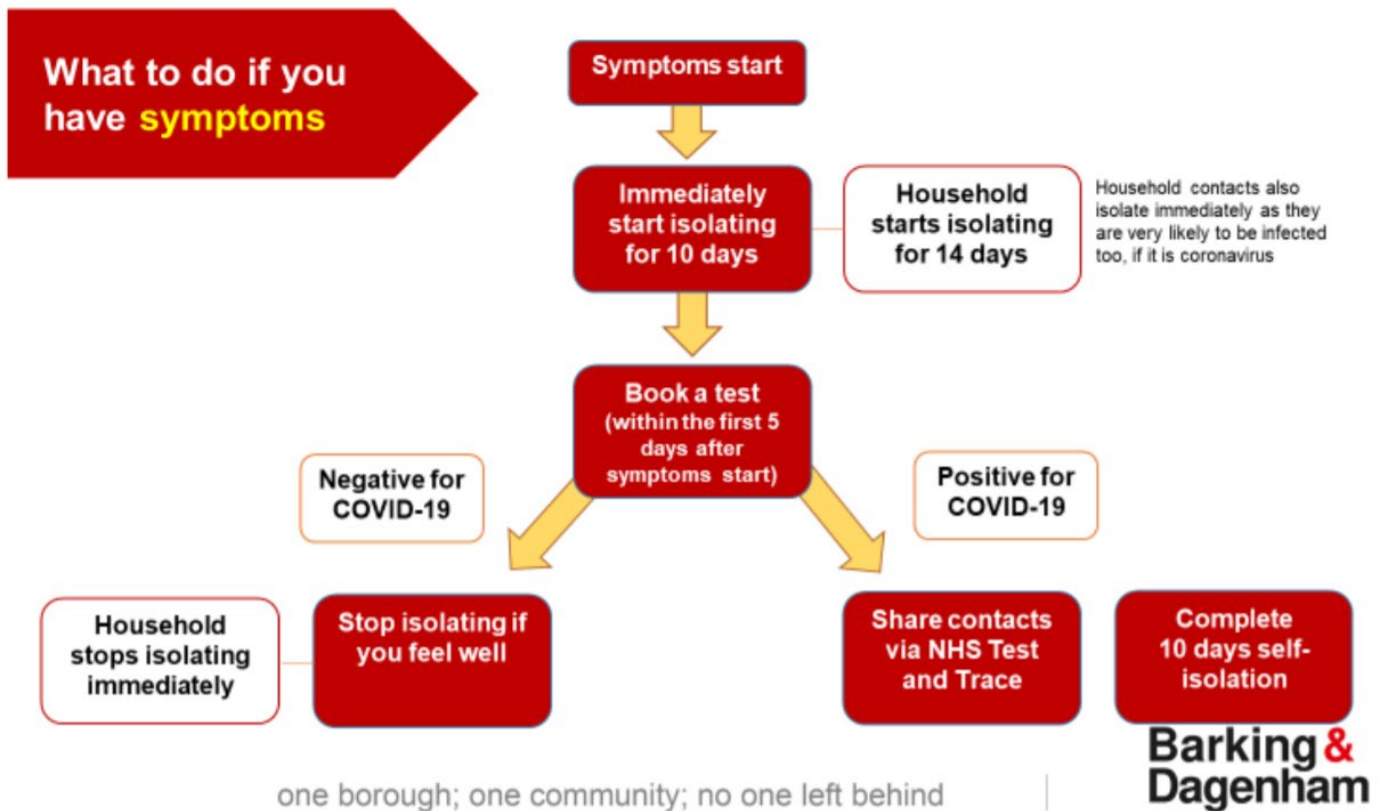 What to do if you
have symptoms
Symptoms start
Immediately
start isolating
for 10 days
Household
starts isolating
for 14 days
Household contacts also
isolate immediately as they
are very likely to be infected
too, if it is coronavirus
Book a test
(within the first 5
days after
symptoms start)
Negative for
COVID-19
Positive for
COVID-19
Household
stops isolating
immediately
Stop isolating if
you feel well
Share contacts
via NHS Test
and Trace
Complete
10 days self-
isolation
one borough; one community; no one left behind
Barking &
Dagenham